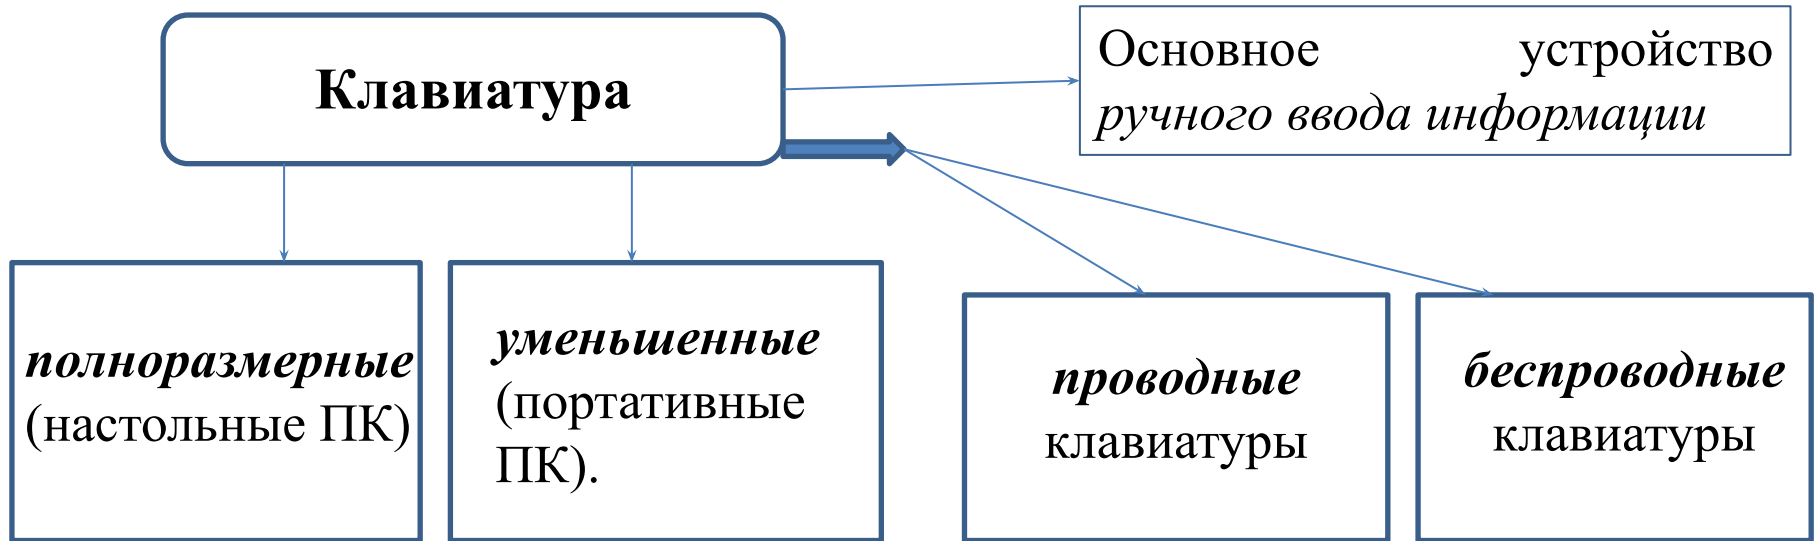 Клавиатура
Основное устройство
ручного ввода информации
полноразмерные
(настольные ПК)
уменьшенные
(портативные
ПК).
проводные
клавиатуры
беспроводные
клавиатуры